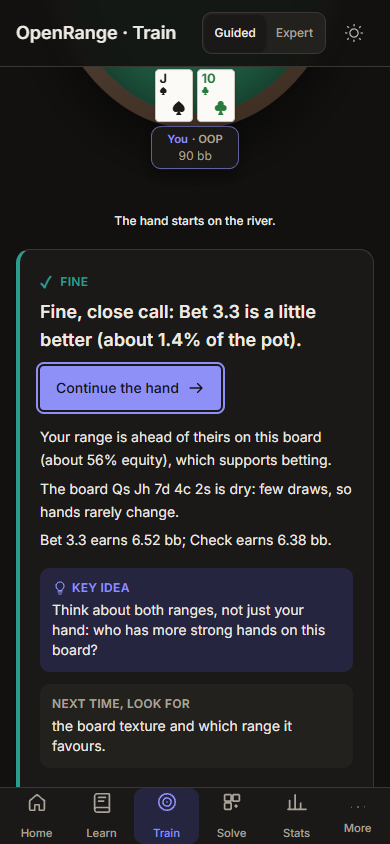 OpenRange · Train
Guided
Expert
J
10
You · OOP
90 bb
The hand starts on the river.
FINE
Fine, close call: Bet 3.3 is a little
better (about 1.4% of the pot).
Continue the hand
Your range is ahead of theirs on this board
(about 56% equity), which supports betting.
The board Qs Jh 7d 4c 2s is dry: few draws, so
hands rarely change.
Bet 3.3 earns 6.52 bb; Check earns 6.38 bb.
KEY IDEA
Think about both ranges, not just your
hand: who has more strong hands on this
board?
NEXT TIME, LOOK FOR
the board texture and which range it
favours.
Home
Learn
Train
Solve
Stats
More